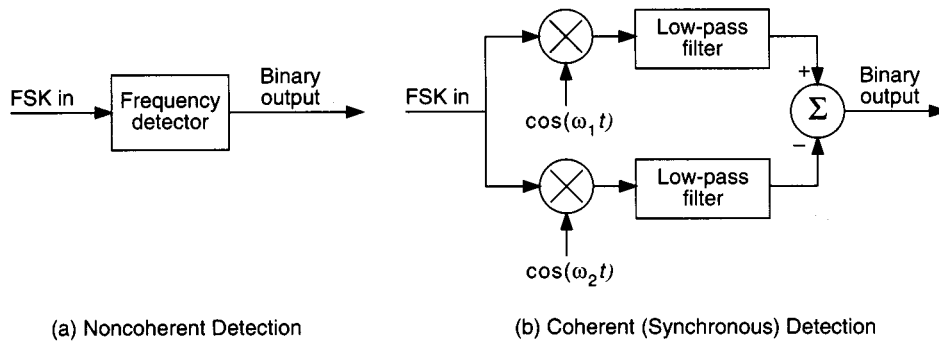 FSK in
Frequency
detector
Binary
output
(a) Noncoherent Detection
FSK in
cos(ω₁t)
Low-pass
filter
+
Σ
−
Binary
output
Low-pass
filter
cos(ω₂t)
(b) Coherent (Synchronous) Detection